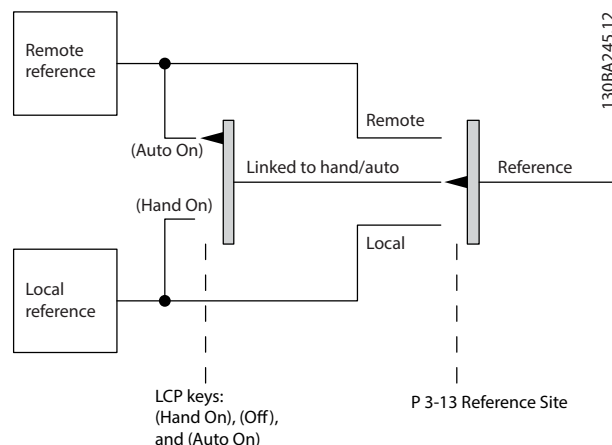 Remote
reference
130BA245.12
Remote
(Auto On)
Linked to hand/auto
Reference
(Hand On)
Local
Local
reference
LCP keys:
(Hand On), (Off),
and (Auto On)
P 3-13 Reference Site